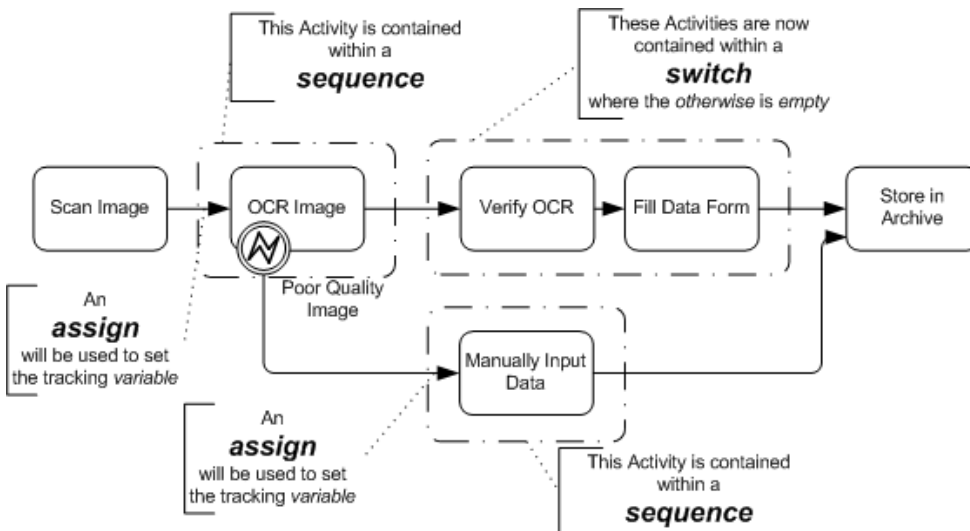 This Activity is contained
within a
sequence
These Activities are now
contained within a
switch
where the otherwise is empty
Scan Image
OCR Image
Verify OCR
Fill Data Form
Store in
Archive
Poor Quality
Image
An
assign
will be used to set
the tracking variable
Manually Input
Data
An
assign
will be used to set
the tracking variable
This Activity is contained
within a
sequence